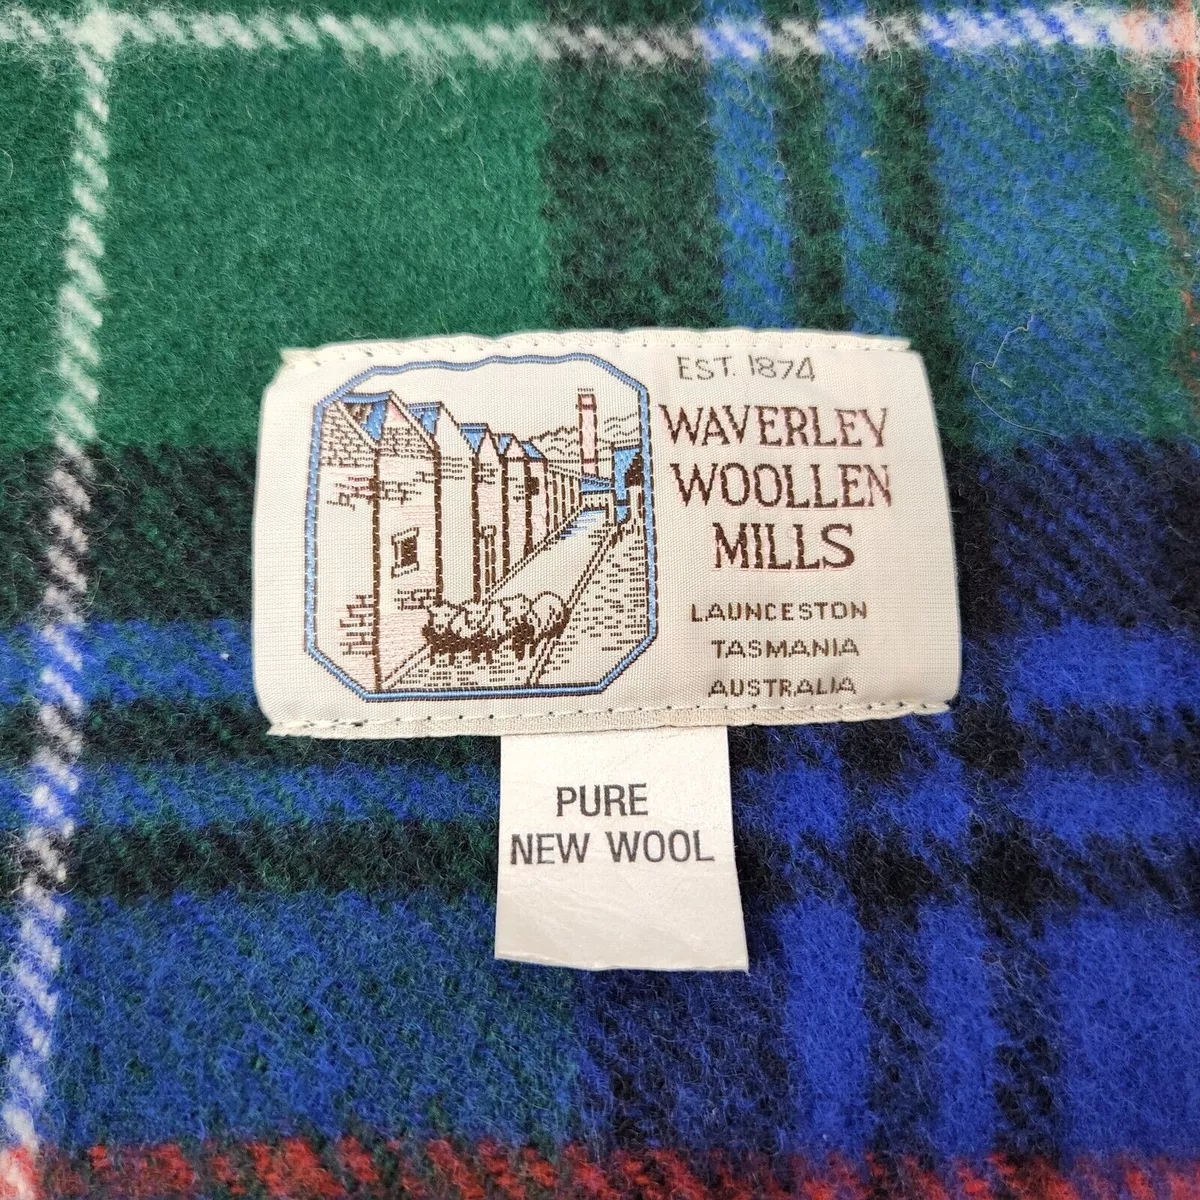 EST. 1874
WAVERLEY
WOOLLEN
MILLS
LAUNCESTON
TASMANIA
AUSTRALIA
PURE
NEW WOOL